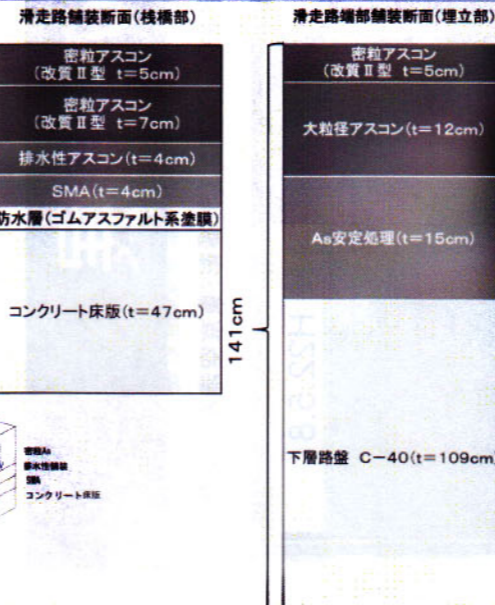 滑走路舗装断面(桟橋部)
密粒アスコン
(改質Ⅱ型 t=5cm)
密粒アスコン
(改質Ⅱ型 t=7cm)
排水性アスコン(t=4cm)
SMA(t=4cm)
防水層(ゴムアスファルト系塗膜)
コンクリート床版(t=47cm)
密粒As
排水性舗装
SMA
コンクリート床版
141cm
滑走路端部舗装断面(埋立部)
密粒アスコン
(改質Ⅱ型 t=5cm)
大粒径アスコン(t=12cm)
As安定処理(t=15cm)
下層路盤 C-40(t=109cm)